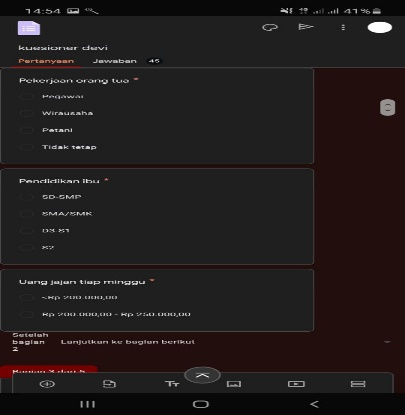 14:54
41%
kuesioner devi
Pertanyaan Jawaban 45
Pekerjaan orang tua *
Pegawai
Wirausaha
Petani
Tidak tetap
Pendidikan ibu *
SD-SMP
SMA/SMK
D3-S1
S2
Uang jajan tiap minggu *
<Rp 200.000,00
Rp 200.000,00 - Rp 250.000,00
Setelah bagian 2 Lanjutkan ke bagian berikut
Bagian 3 dari 5